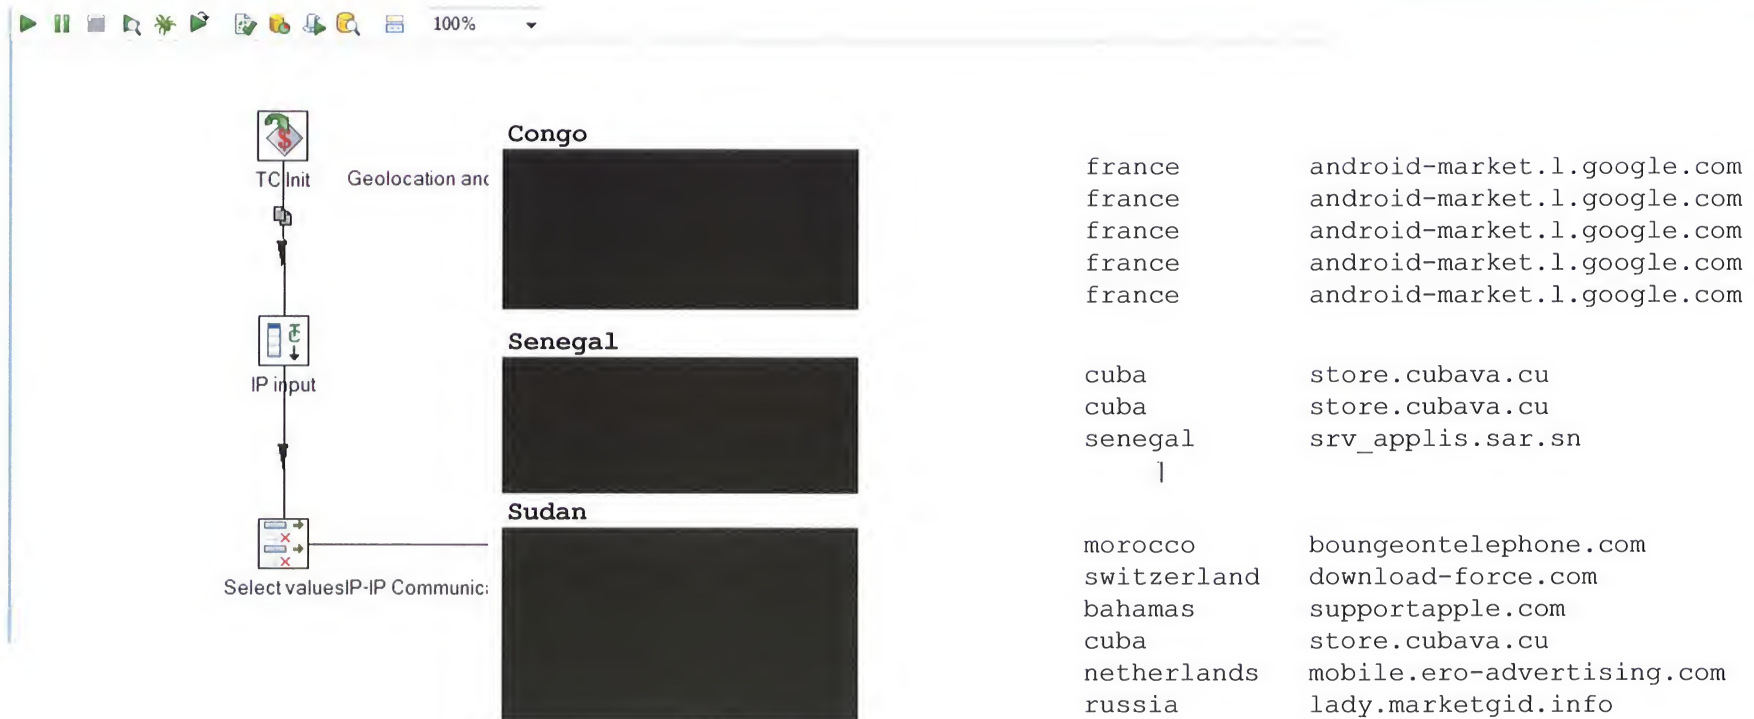 100%
TC Init
Geolocation and
IP input
Select values
IP-IP Communic
Congo
france android-market.l.google.com
france android-market.l.google.com
france android-market.l.google.com
france android-market.l.google.com
france android-market.l.google.com
Senegal
cuba store.cubava.cu
cuba store.cubava.cu
senegal srv_applis.sar.sn
Sudan
morocco boungeontelephone.com
switzerland download-force.com
bahamas supportapple.com
cuba store.cubava.cu
netherlands mobile.ero-advertising.com
russia lady.marketgid.info